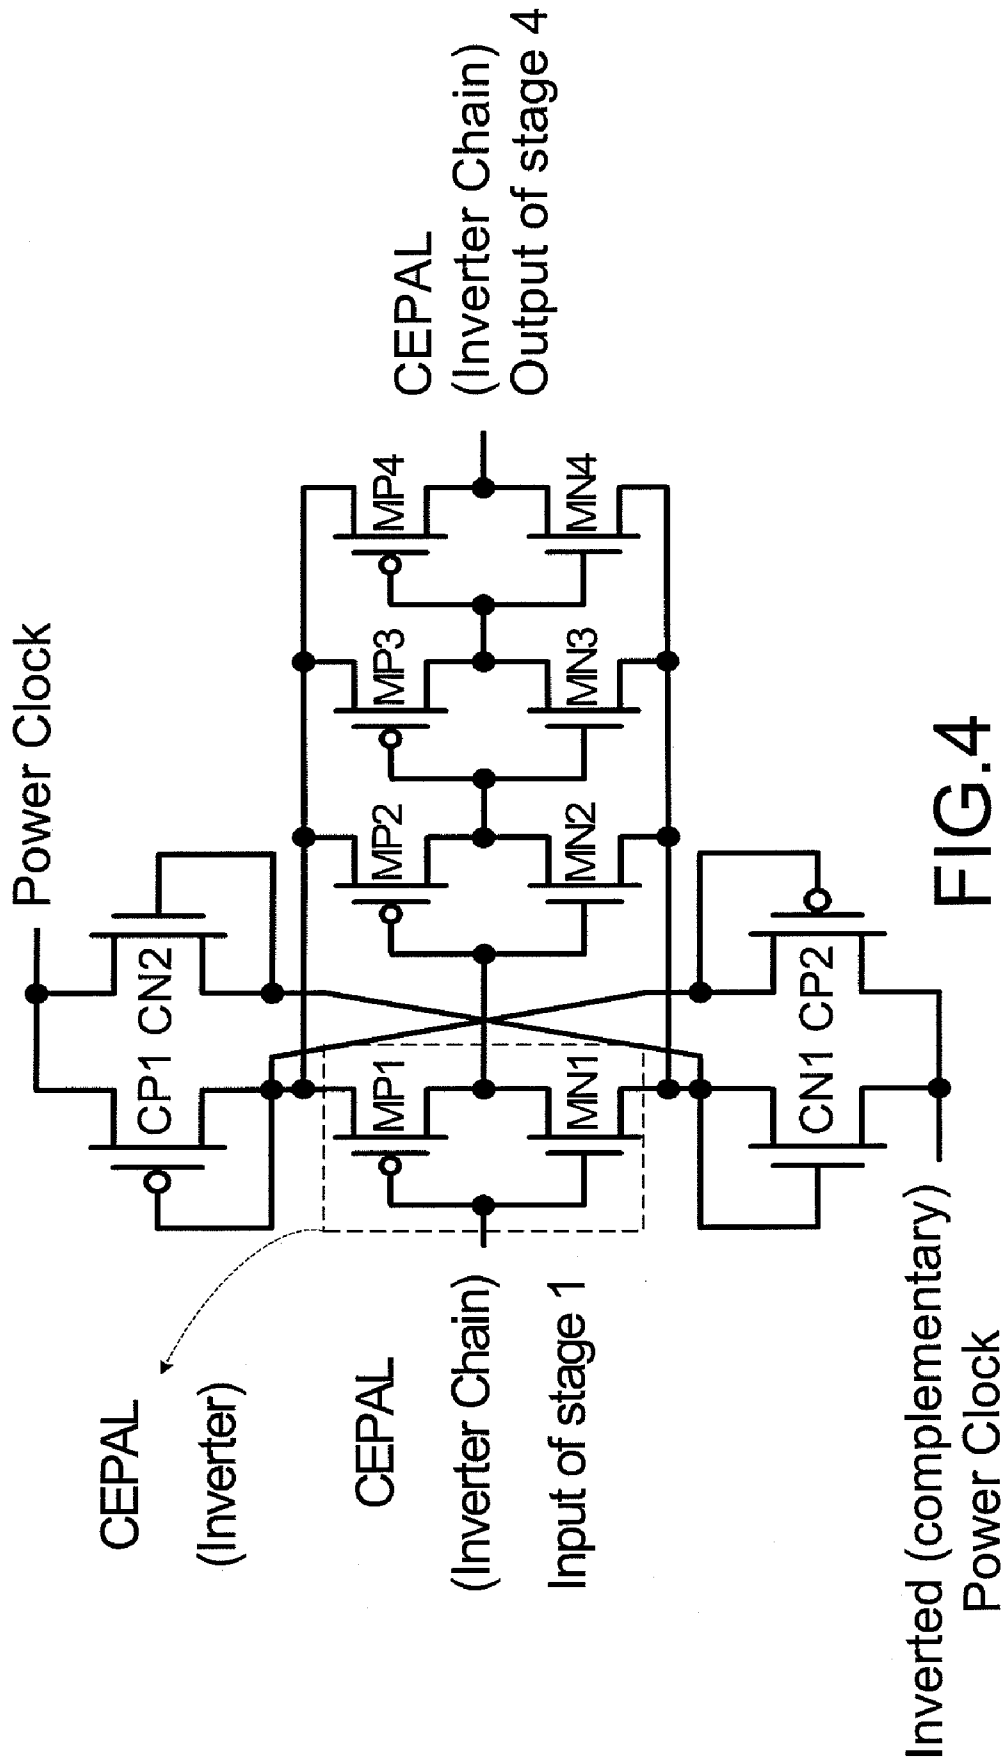 Power Clock
CP1
CN2
CEPAL
(Inverter)
MP1
MP2
MP3
MP4
CEPAL
(Inverter Chain)
Input of stage 1
CEPAL
(Inverter Chain)
Output of stage 4
MN1
MN2
MN3
MN4
CN1
CP2
Inverted (complementary)
Power Clock
FIG.4